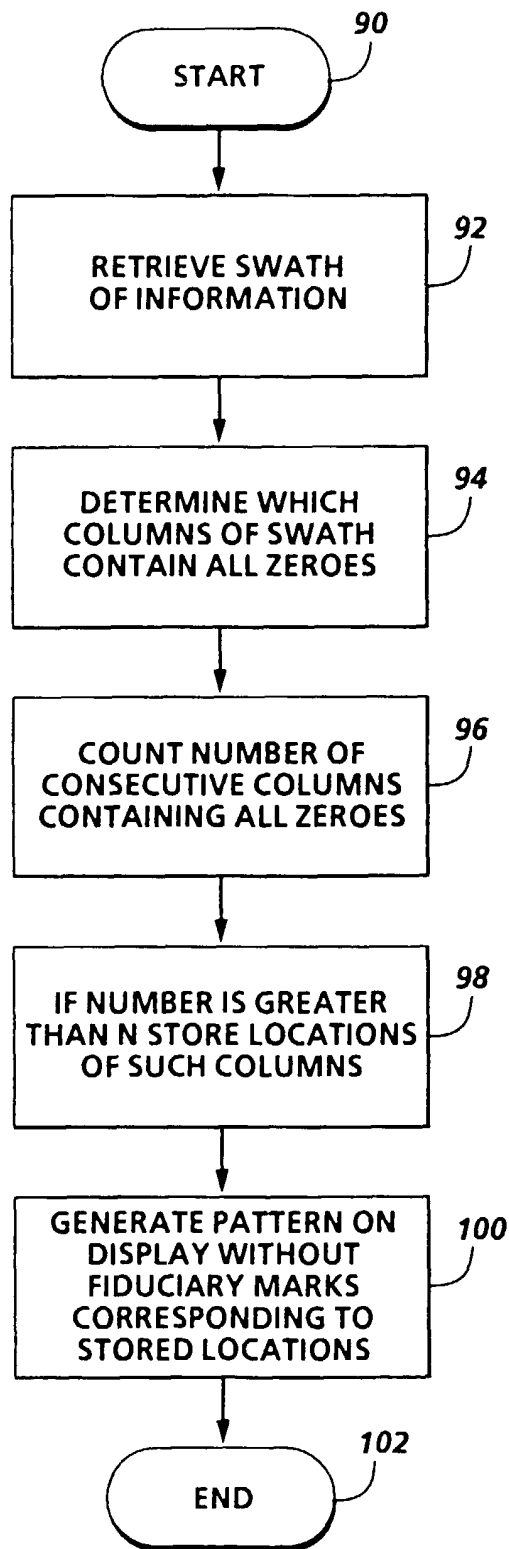 90
START
92
RETRIEVE SWATH
OF INFORMATION
94
DETERMINE WHICH
COLUMNS OF SWATH
CONTAIN ALL ZEROES
96
COUNT NUMBER OF
CONSECUTIVE COLUMNS
CONTAINING ALL ZEROES
98
IF NUMBER IS GREATER
THAN N STORE LOCATIONS
OF SUCH COLUMNS
100
GENERATE PATTERN ON
DISPLAY WITHOUT
FIDUCIARY MARKS
CORRESPONDING TO
STORED LOCATIONS
102
END